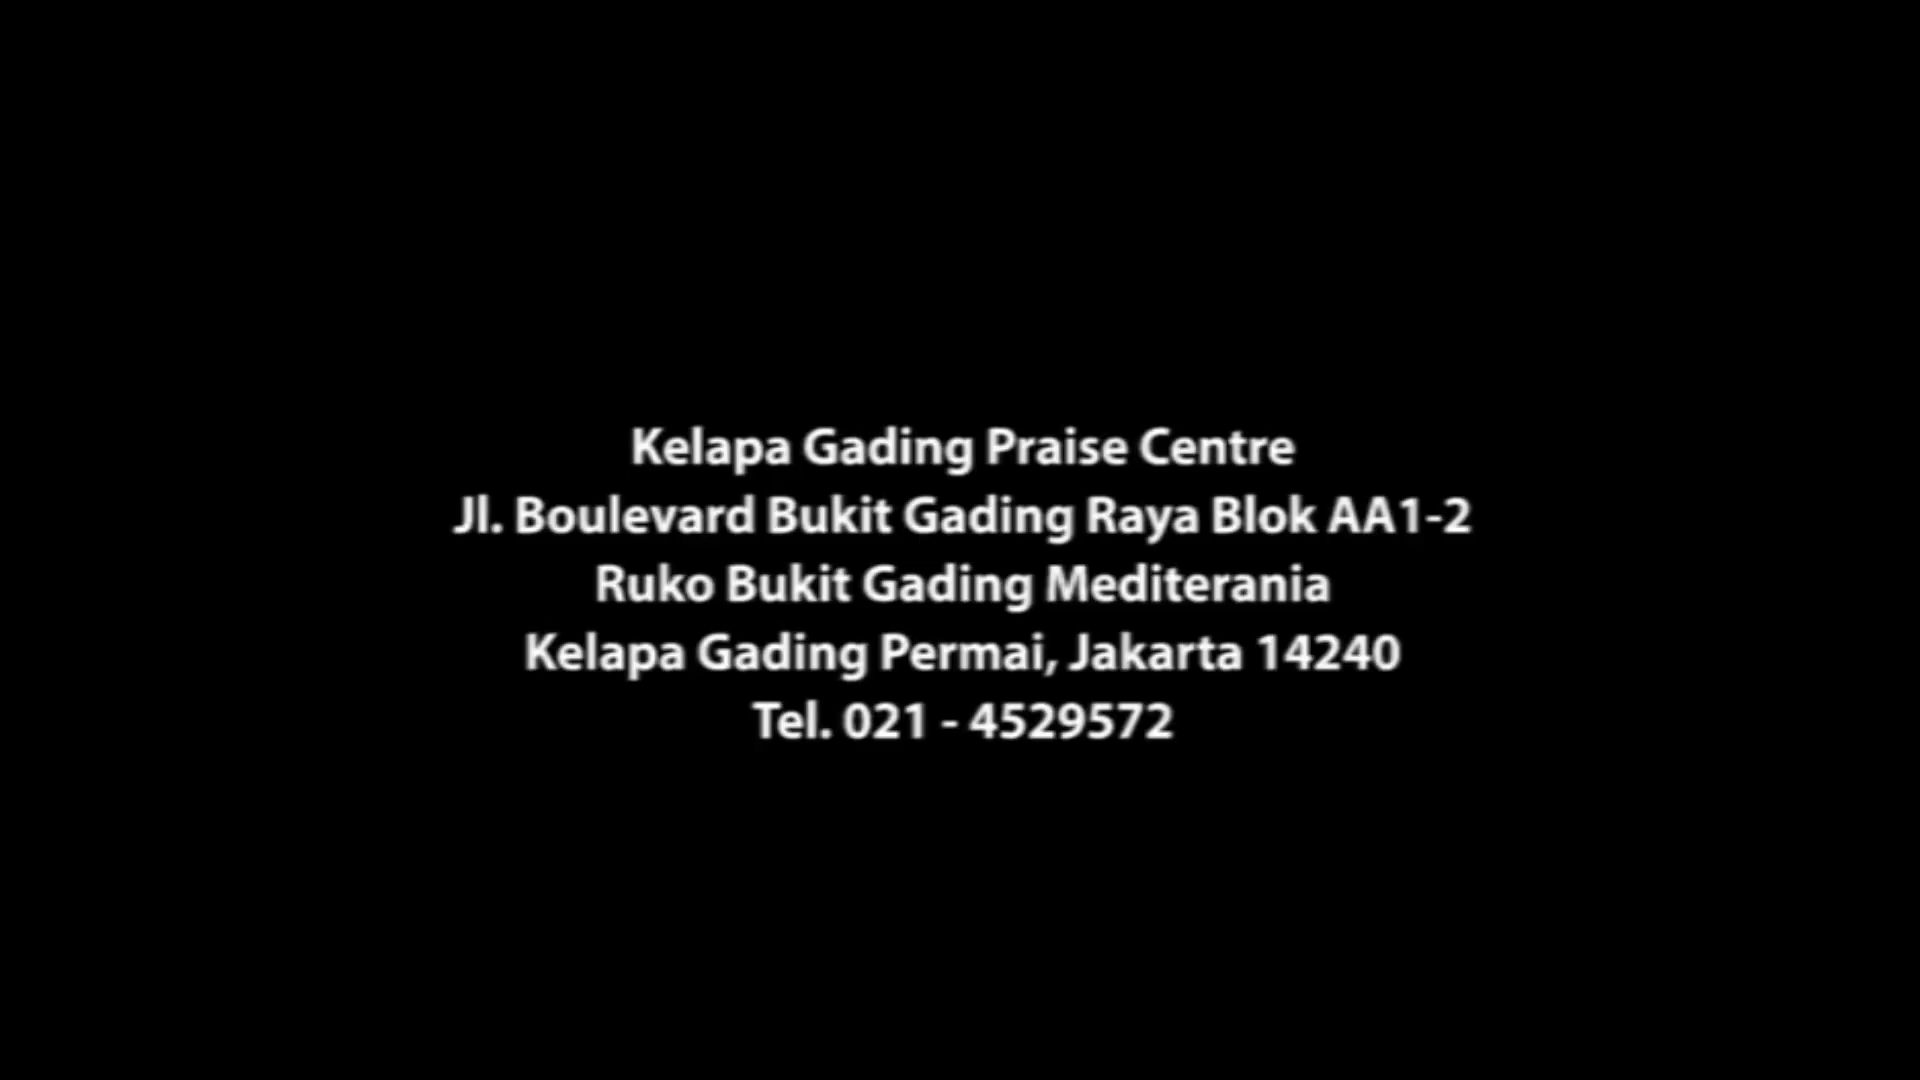 Kelapa Gading Praise Centre
Jl. Boulevard Bukit Gading Raya Blok AA1-2
Ruko Bukit Gading Mediterania
Kelapa Gading Permai, Jakarta 14240
Tel. 021 - 4529572